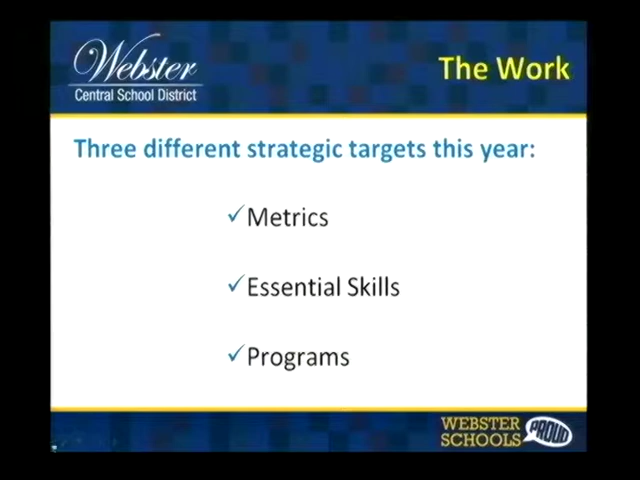 Webster
Central School District
The Work
Three different strategic targets this year:
✓Metrics
✓Essential Skills
✓Programs
WEBSTER
SCHOOLS PROUD